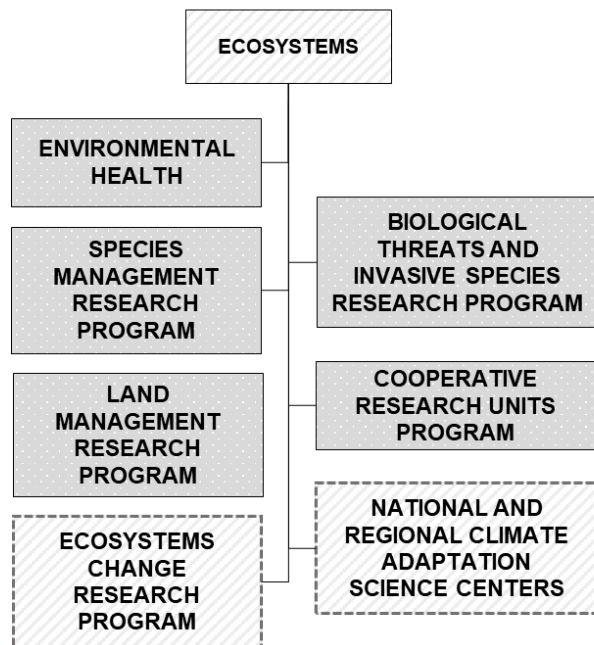 ECOSYSTEMS
ENVIRONMENTAL
HEALTH
SPECIES
MANAGEMENT
RESEARCH
PROGRAM
BIOLOGICAL
THREATS AND
INVASIVE SPECIES
RESEARCH PROGRAM
LAND
MANAGEMENT
RESEARCH
PROGRAM
COOPERATIVE
RESEARCH UNITS
PROGRAM
ECOSYSTEMS
CHANGE
RESEARCH
PROGRAM
NATIONAL AND
REGIONAL CLIMATE
ADAPTATION
SCIENCE CENTERS